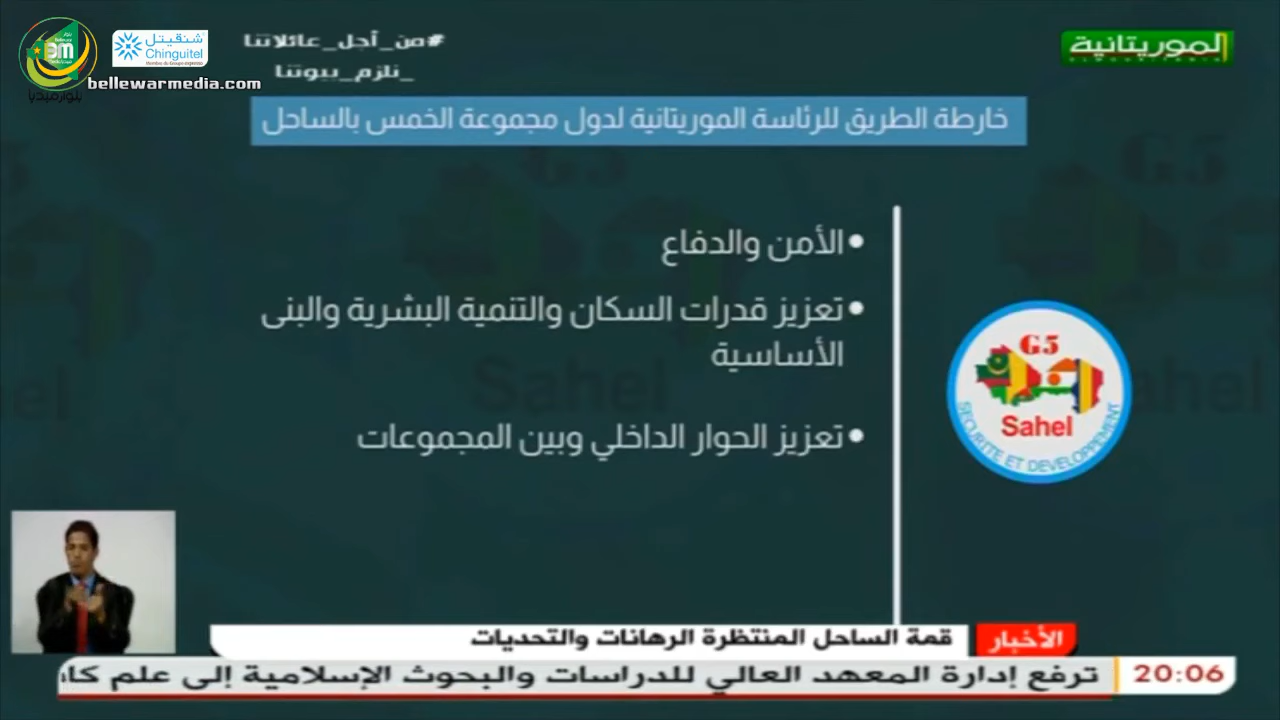 #من_أجل_عائلاتنا
_نلزم_بيوتنا
شنقيتل
Chinguitel
bellewarmedia.com
بلوارميديا
الموريتانية
خارطة الطريق للرئاسة الموريتانية لدول مجموعة الخمس بالساحل
•الأمن والدفاع
•تعزيز قدرات السكان والتنمية البشرية والبنى
الأساسية
•تعزيز الحوار الداخلي وبين المجموعات
G5
Sahel
SECURITE ET DEVELOPPEMENT
الأخبار
قمة الساحل المنتظرة الرهانات والتحديات
20:06
ترفع إدارة المعهد العالي للدراسات والبحوث الإسلامية إلى علم كاف